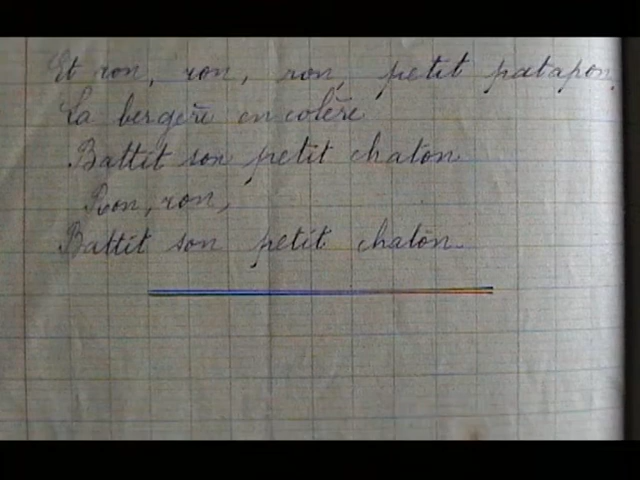 Et ron, ron, ron, petit patapon,
La bergère en colère
Battit son petit chaton
Ron, ron,
Battit son petit chaton.